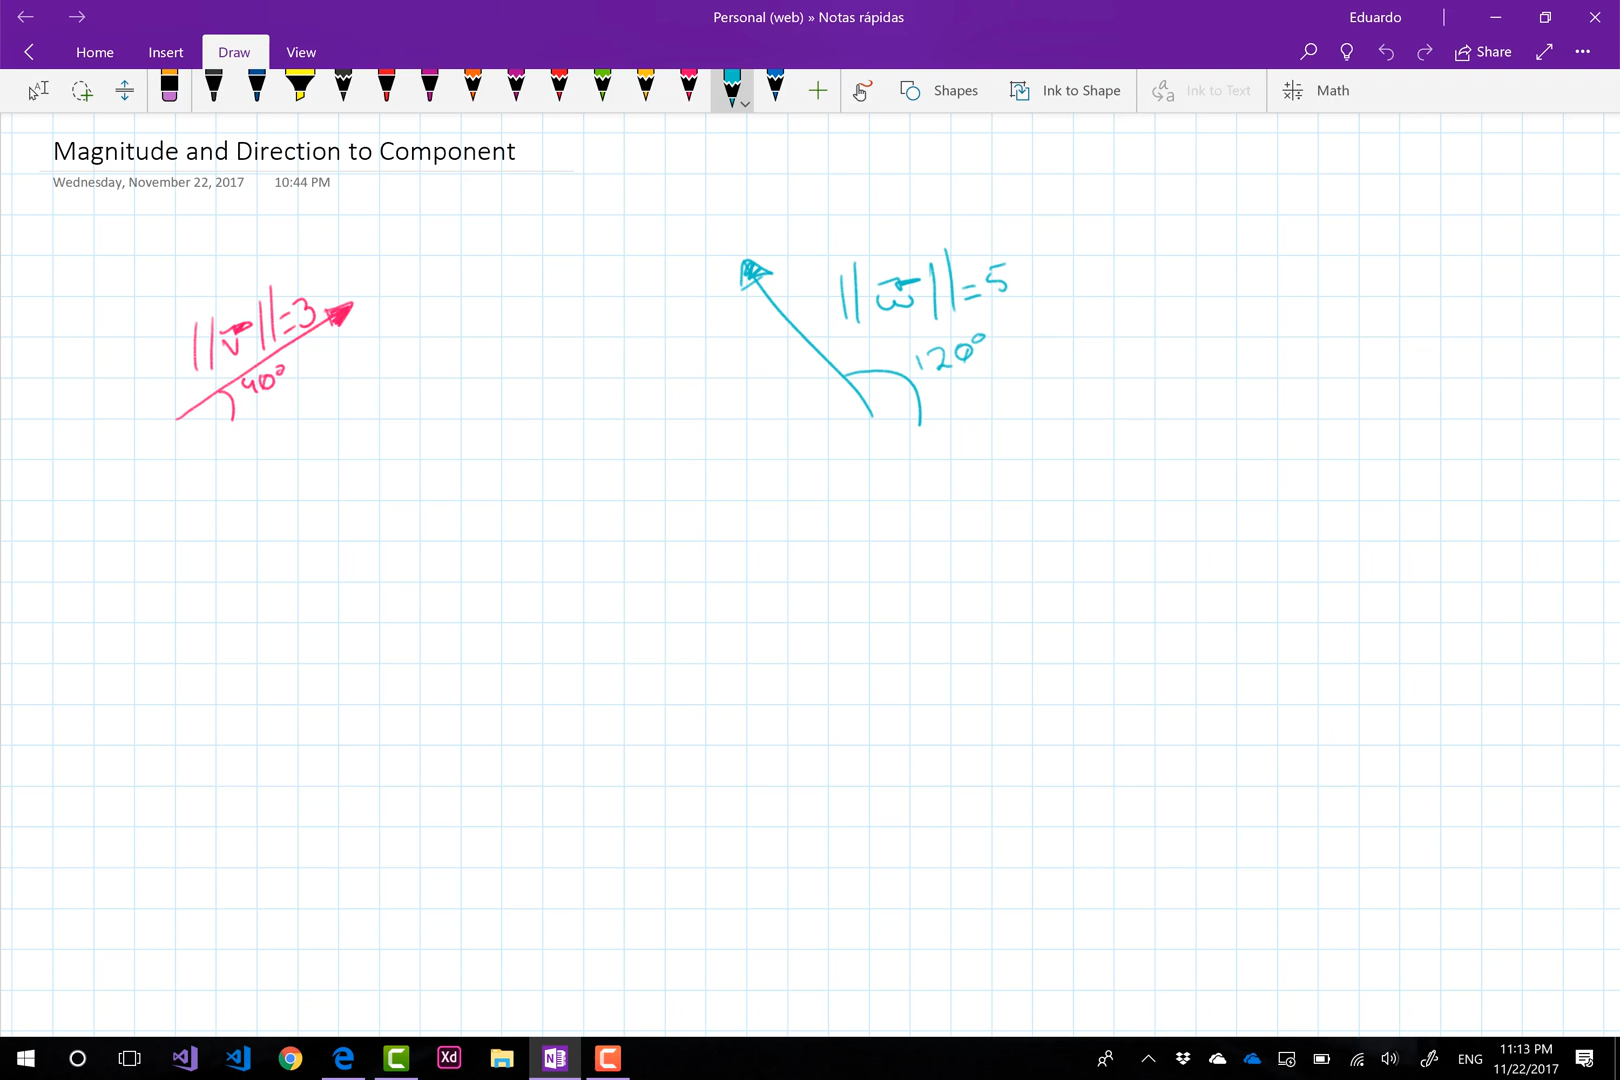 Personal (web) » Notas rápidas
Eduardo
Home Insert Draw View
Share
Shapes Ink to Shape Ink to Text Math
Magnitude and Direction to Component
Wednesday, November 22, 2017 10:44 PM
||v⃗||=3
40°
||w⃗||=5
120°
Xd
N
ENG
11:13 PM
11/22/2017